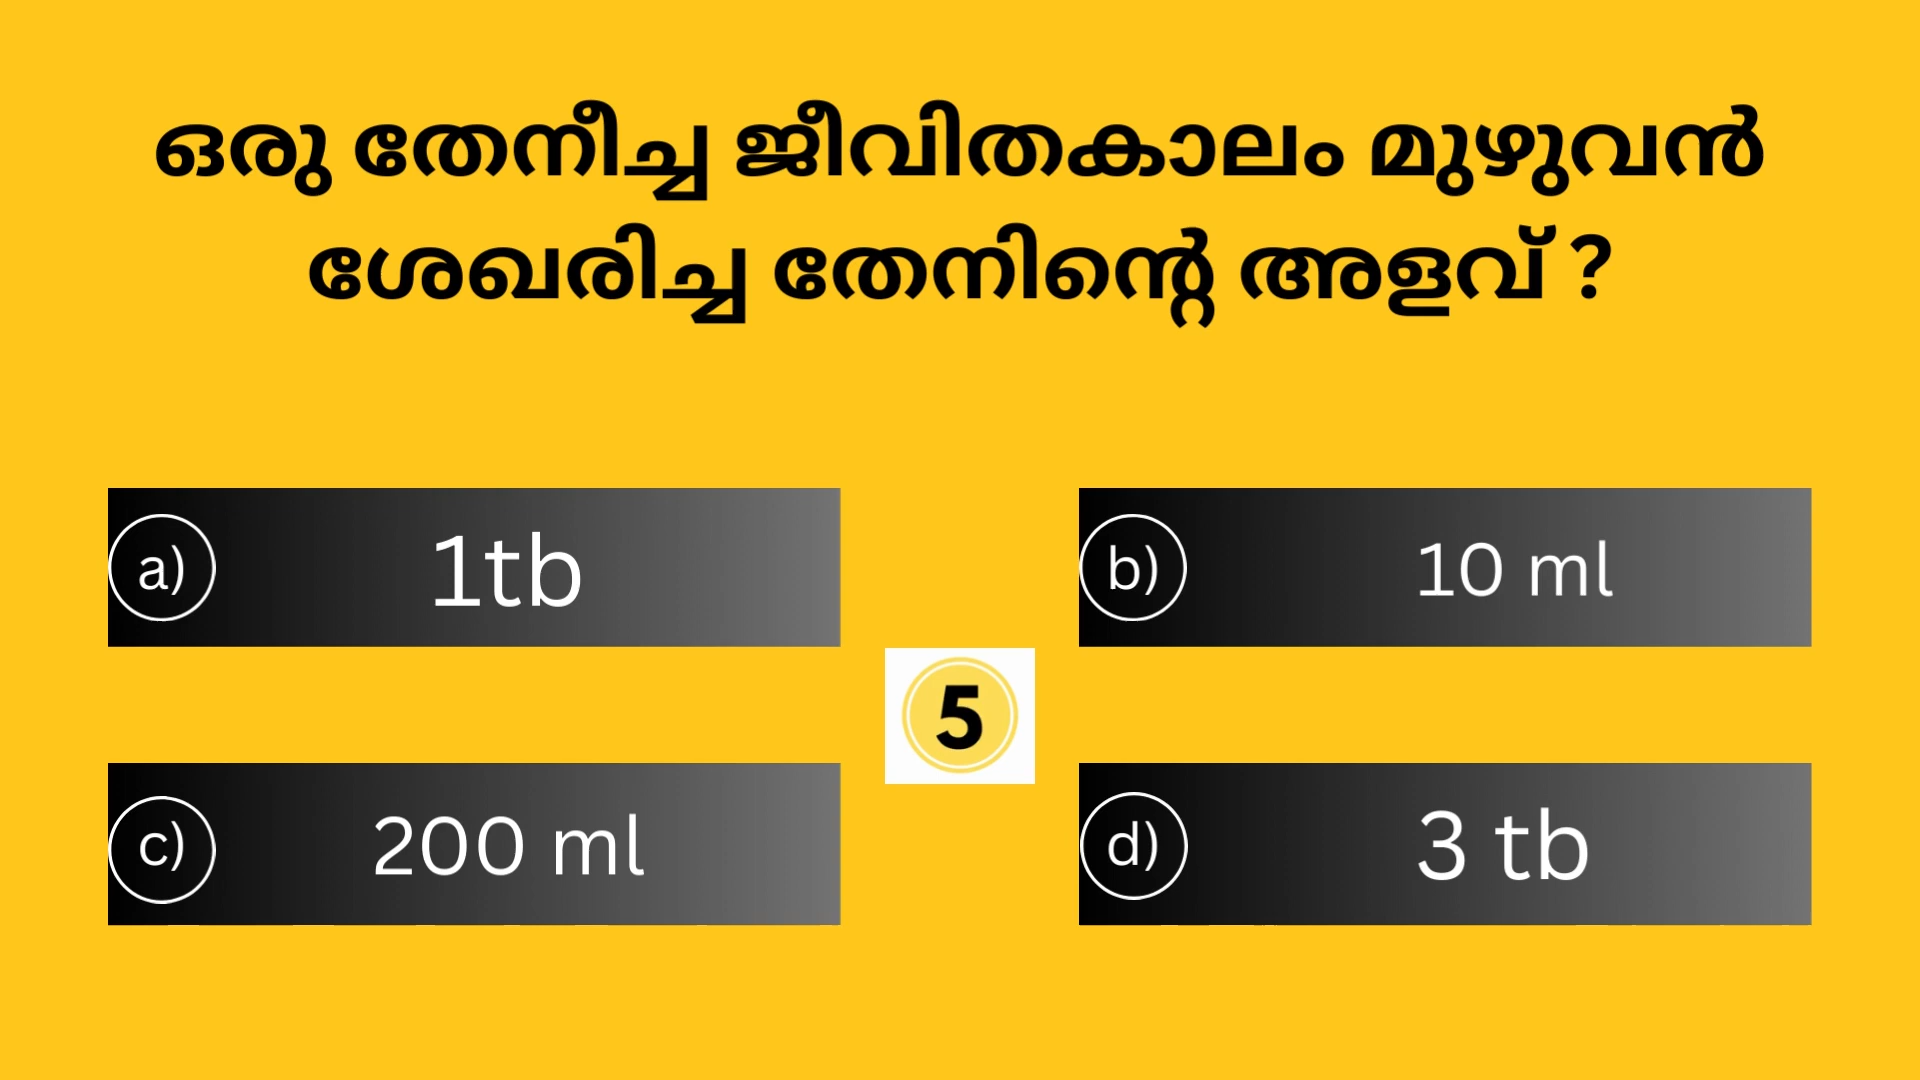 ഒരു തേനീച്ച ജീവിതകാലം മുഴുവൻ
ശേഖരിച്ച തേനിന്റെ അളവ് ?
a) 1tb
b) 10 ml
5
c) 200 ml
d) 3 tb